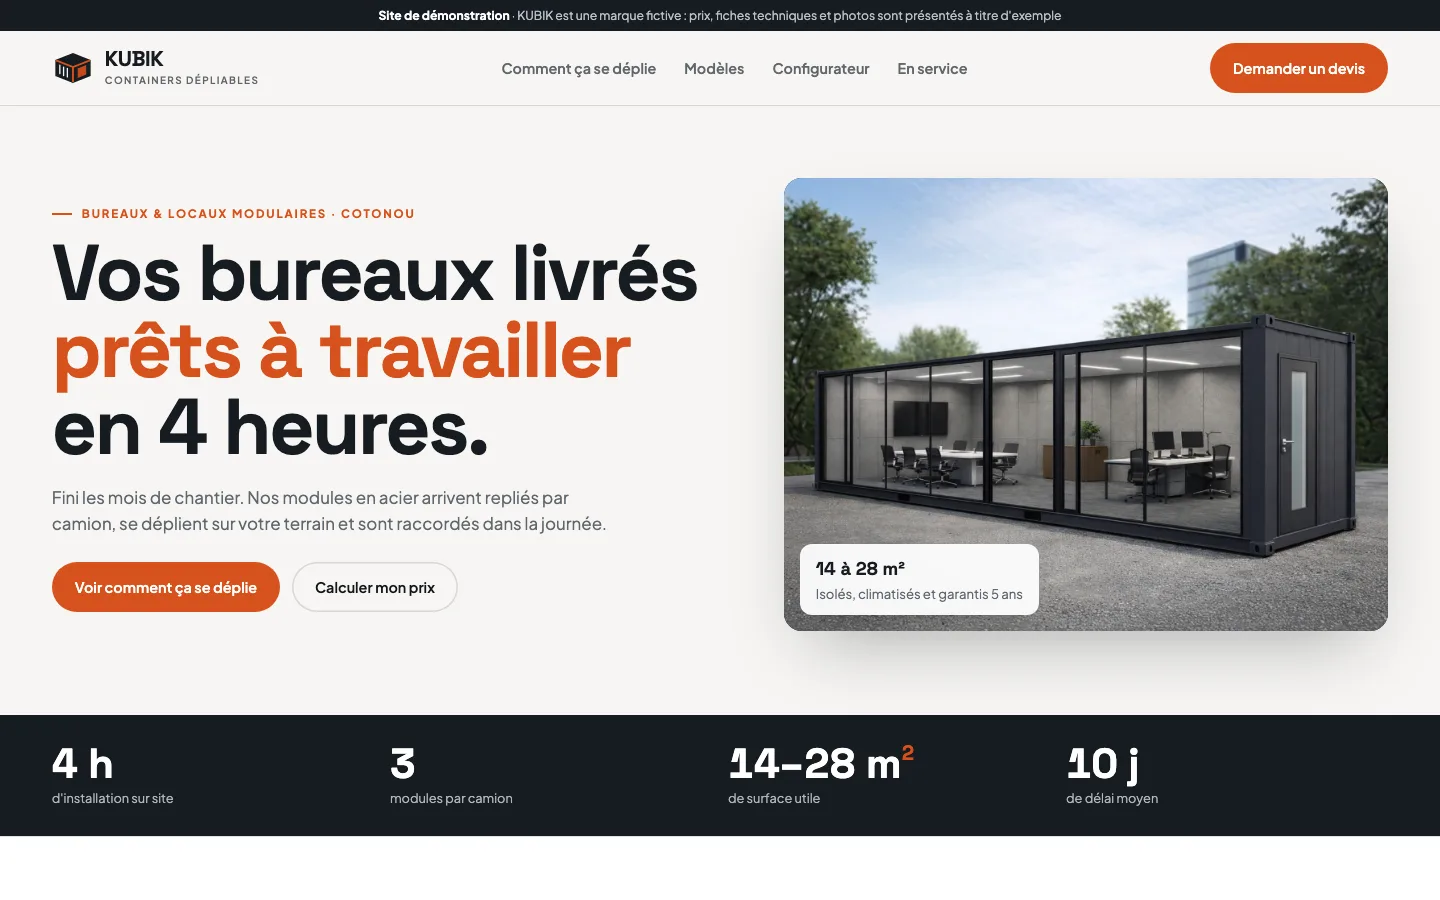 Site de démonstration · KUBIK est une marque fictive : prix, fiches techniques et photos sont présentés à titre d'exemple
KUBIK
CONTAINERS DÉPLIABLES
Comment ça se déplie
Modèles
Configurateur
En service
Demander un devis
BUREAUX & LOCAUX MODULAIRES · COTONOU
Vos bureaux livrés
prêts à travailler
en 4 heures.
Fini les mois de chantier. Nos modules en acier arrivent repliés par
camion, se déplient sur votre terrain et sont raccordés dans la journée.
Voir comment ça se déplie
Calculer mon prix
14 à 28 m²
Isolés, climatisés et garantis 5 ans
4 h
d'installation sur site
3
modules par camion
14–28 m²
de surface utile
10 j
de délai moyen